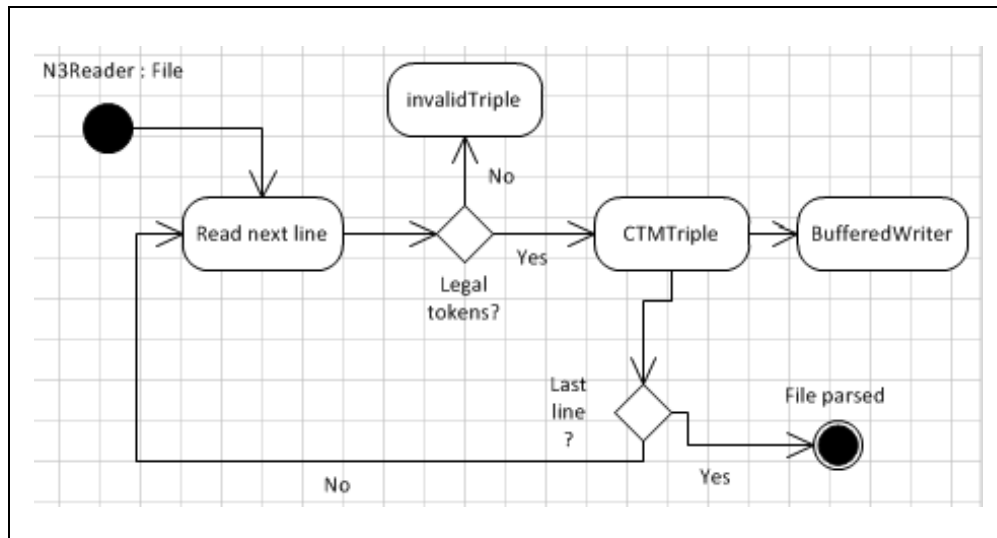 N3Reader : File
invalidTriple
No
Read next line
CTMTriple
BufferedWriter
Yes
Legal
tokens?
Last
line
?
File parsed
Yes
No